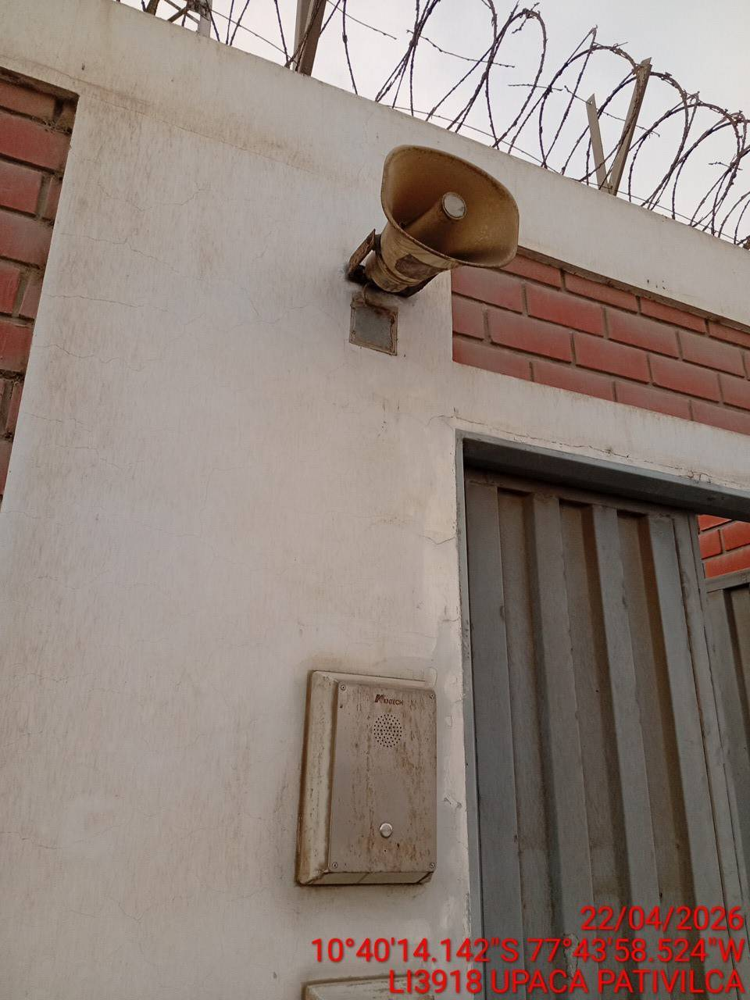 KNTECH
22/04/2026
10°40'14.142"S 77°43'58.524"W
LI3918 UPACA PATIVILCA